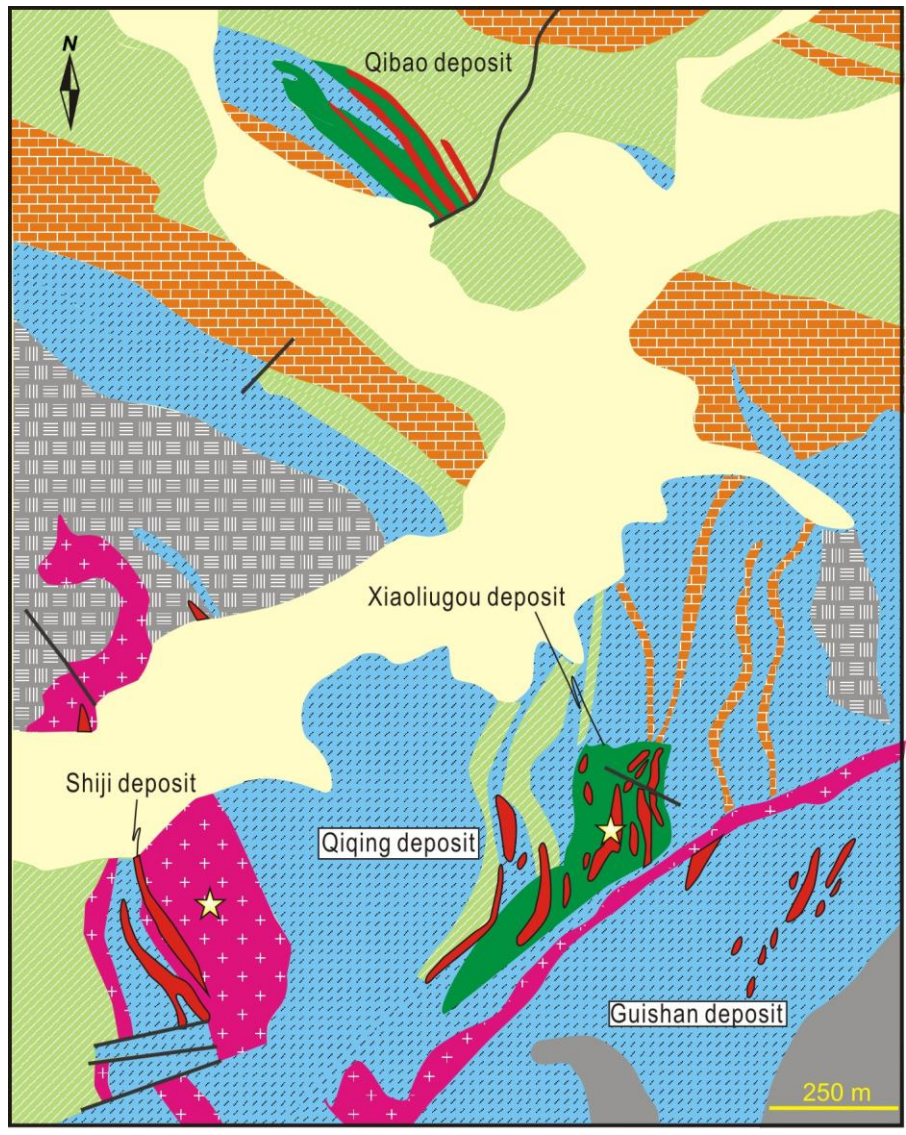 N
Qibao deposit
Xiaoliugou deposit
Shiji deposit
Qiqing deposit
Guishan deposit
250 m